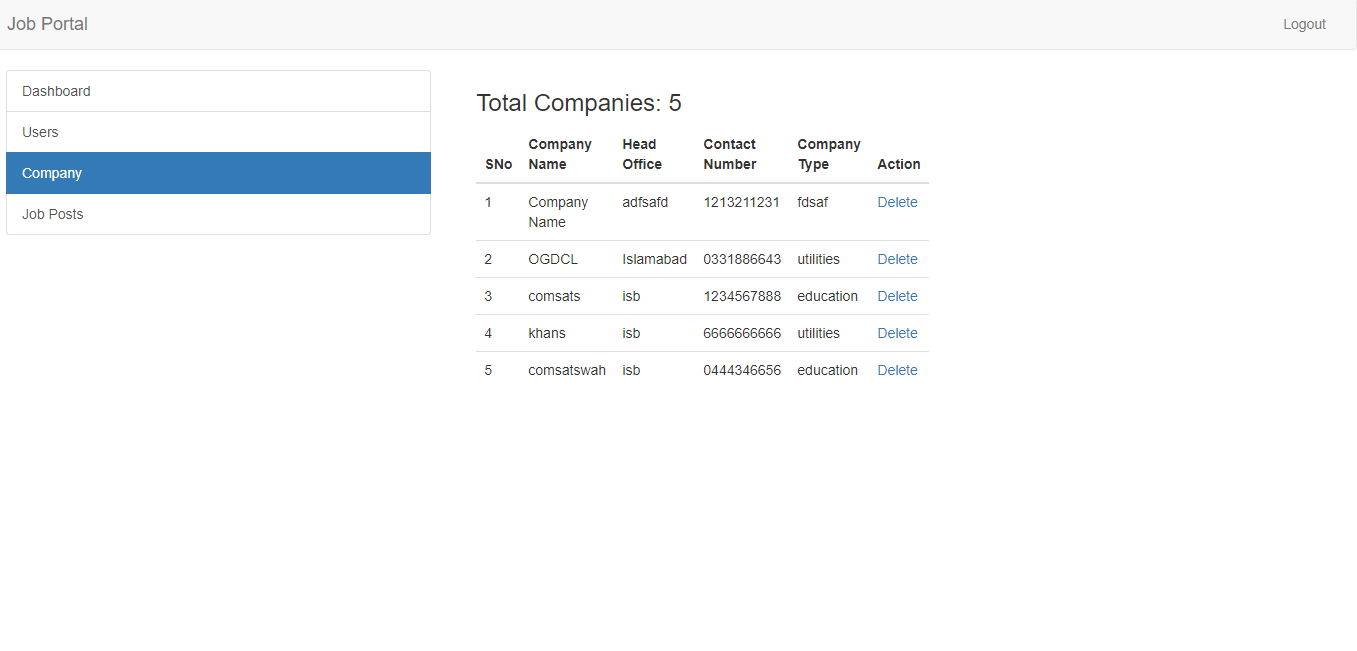 Job Portal
Logout
Dashboard
Users
Company
Job Posts
Total Companies: 5
SNo Company Name Head Office Contact Number Company Type Action
1 Company Name adfsafd 1213211231 fdsaf Delete
2 OGDCL Islamabad 0331886643 utilities Delete
3 comsats isb 1234567888 education Delete
4 khans isb 6666666666 utilities Delete
5 comsatswah isb 0444346656 education Delete